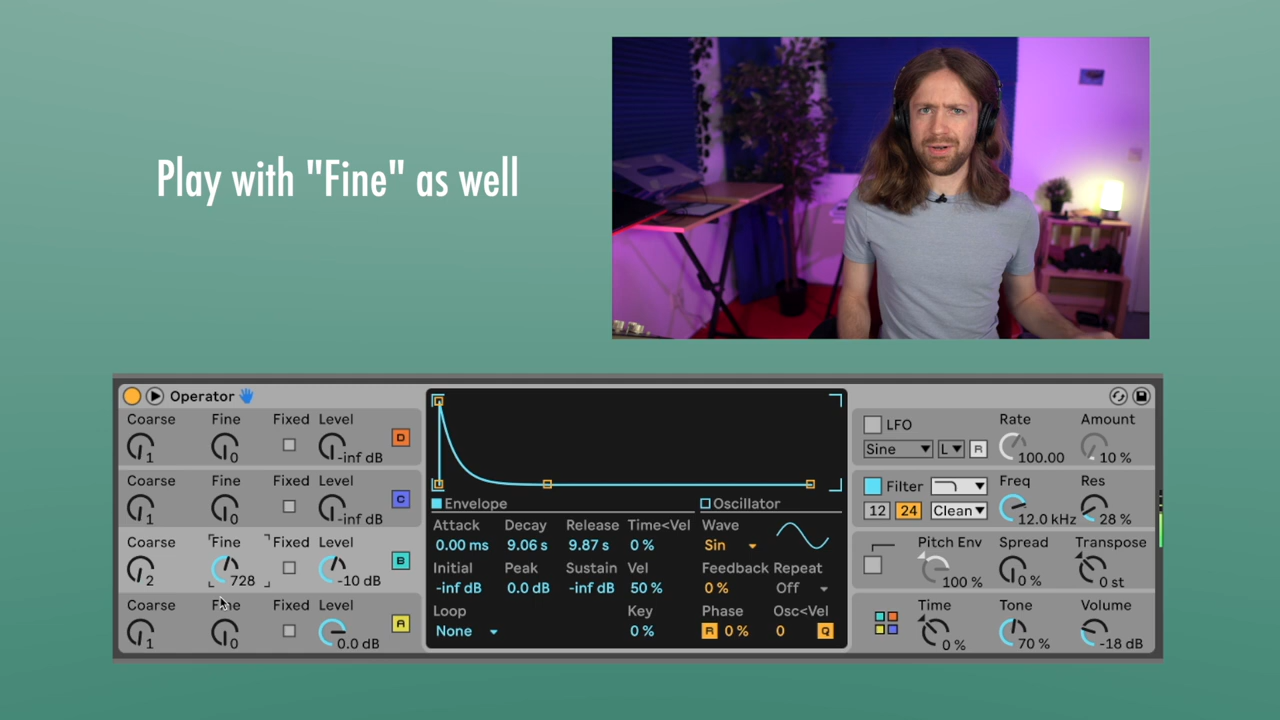 Play with "Fine" as well
Operator
Coarse Fine Fixed Level
1 0 -inf dB D
Coarse Fine Fixed Level
1 0 -inf dB C
Coarse Fine Fixed Level
2 728 -10 dB B
Coarse Fine Fixed Level
1 0 0.0 dB A
Envelope Oscillator
Attack Decay Release Time<Vel Wave
0.00 ms 9.06 s 9.87 s 0 % Sin
Initial Peak Sustain Vel Feedback Repeat
-inf dB 0.0 dB -inf dB 50 % 0 % Off
Loop Key Phase Osc<Vel
None 0 % R 0 % 0 Q
LFO Rate Amount
Sine L R 100.00 10 %
Filter Freq Res
12 24 Clean 12.0 kHz 28 %
Pitch Env Spread Transpose
100 % 0 % 0 st
Time Tone Volume
0 % 70 % -18 dB